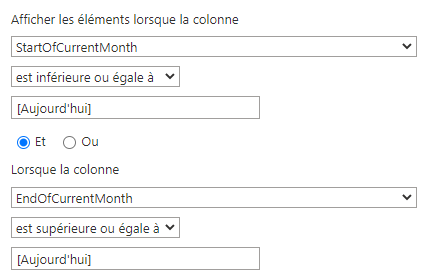 Afficher les éléments lorsque la colonne
StartOfCurrentMonth
est inférieure ou égale à
[Aujourd'hui]
Et Ou
Lorsque la colonne
EndOfCurrentMonth
est supérieure ou égale à
[Aujourd'hui]